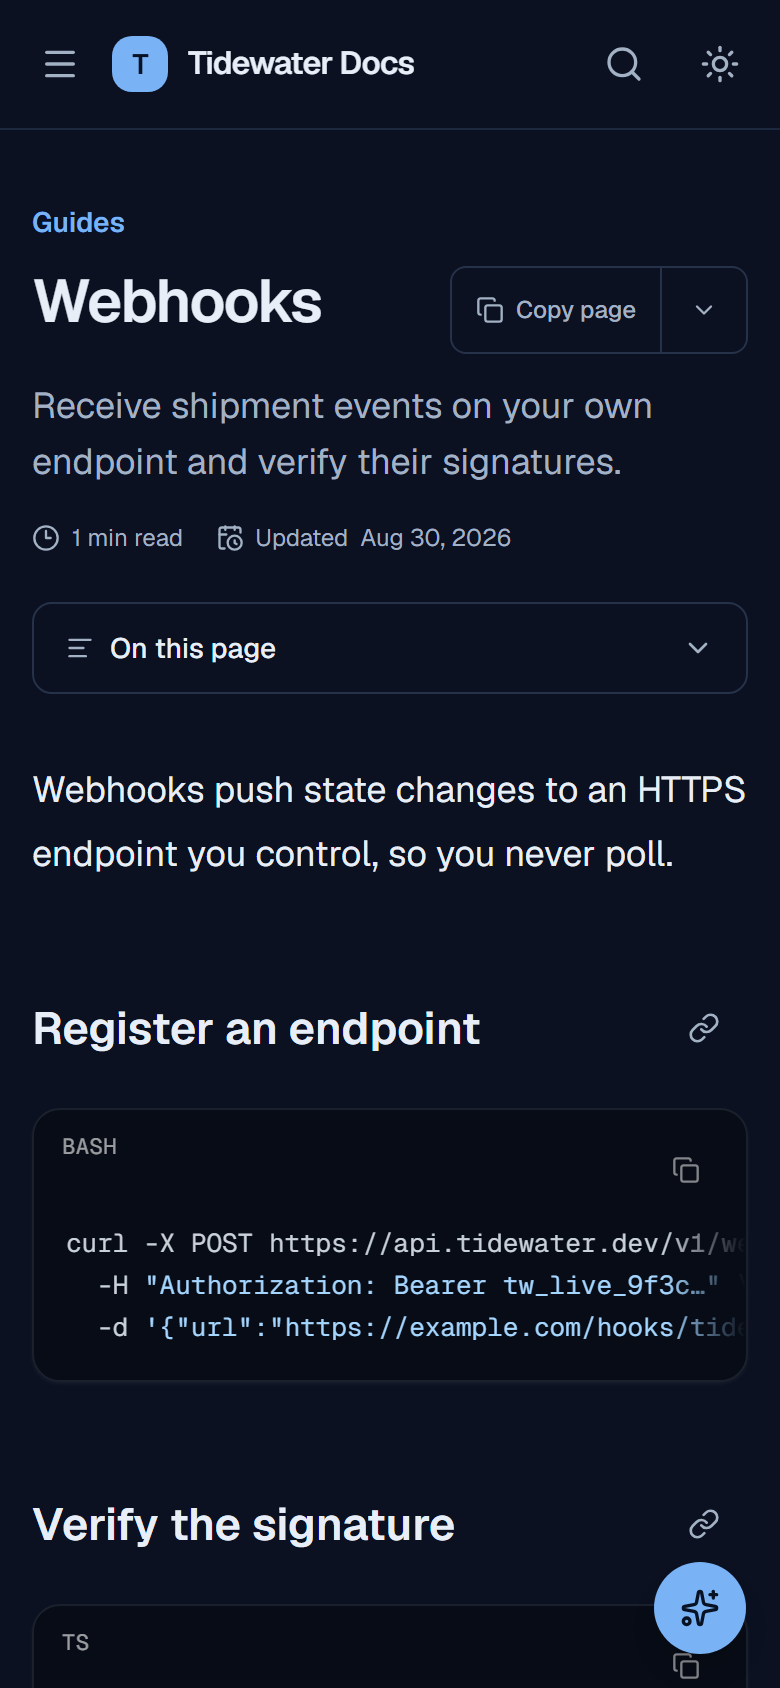 T Tidewater Docs
Guides
Webhooks
Copy page
Receive shipment events on your own
endpoint and verify their signatures.
1 min read Updated Aug 30, 2026
On this page
Webhooks push state changes to an HTTPS
endpoint you control, so you never poll.
Register an endpoint
BASH
curl -X POST https://api.tidewater.dev/v1/we
  -H "Authorization: Bearer tw_live_9f3c…" \
  -d '{"url":"https://example.com/hooks/tide
Verify the signature
TS